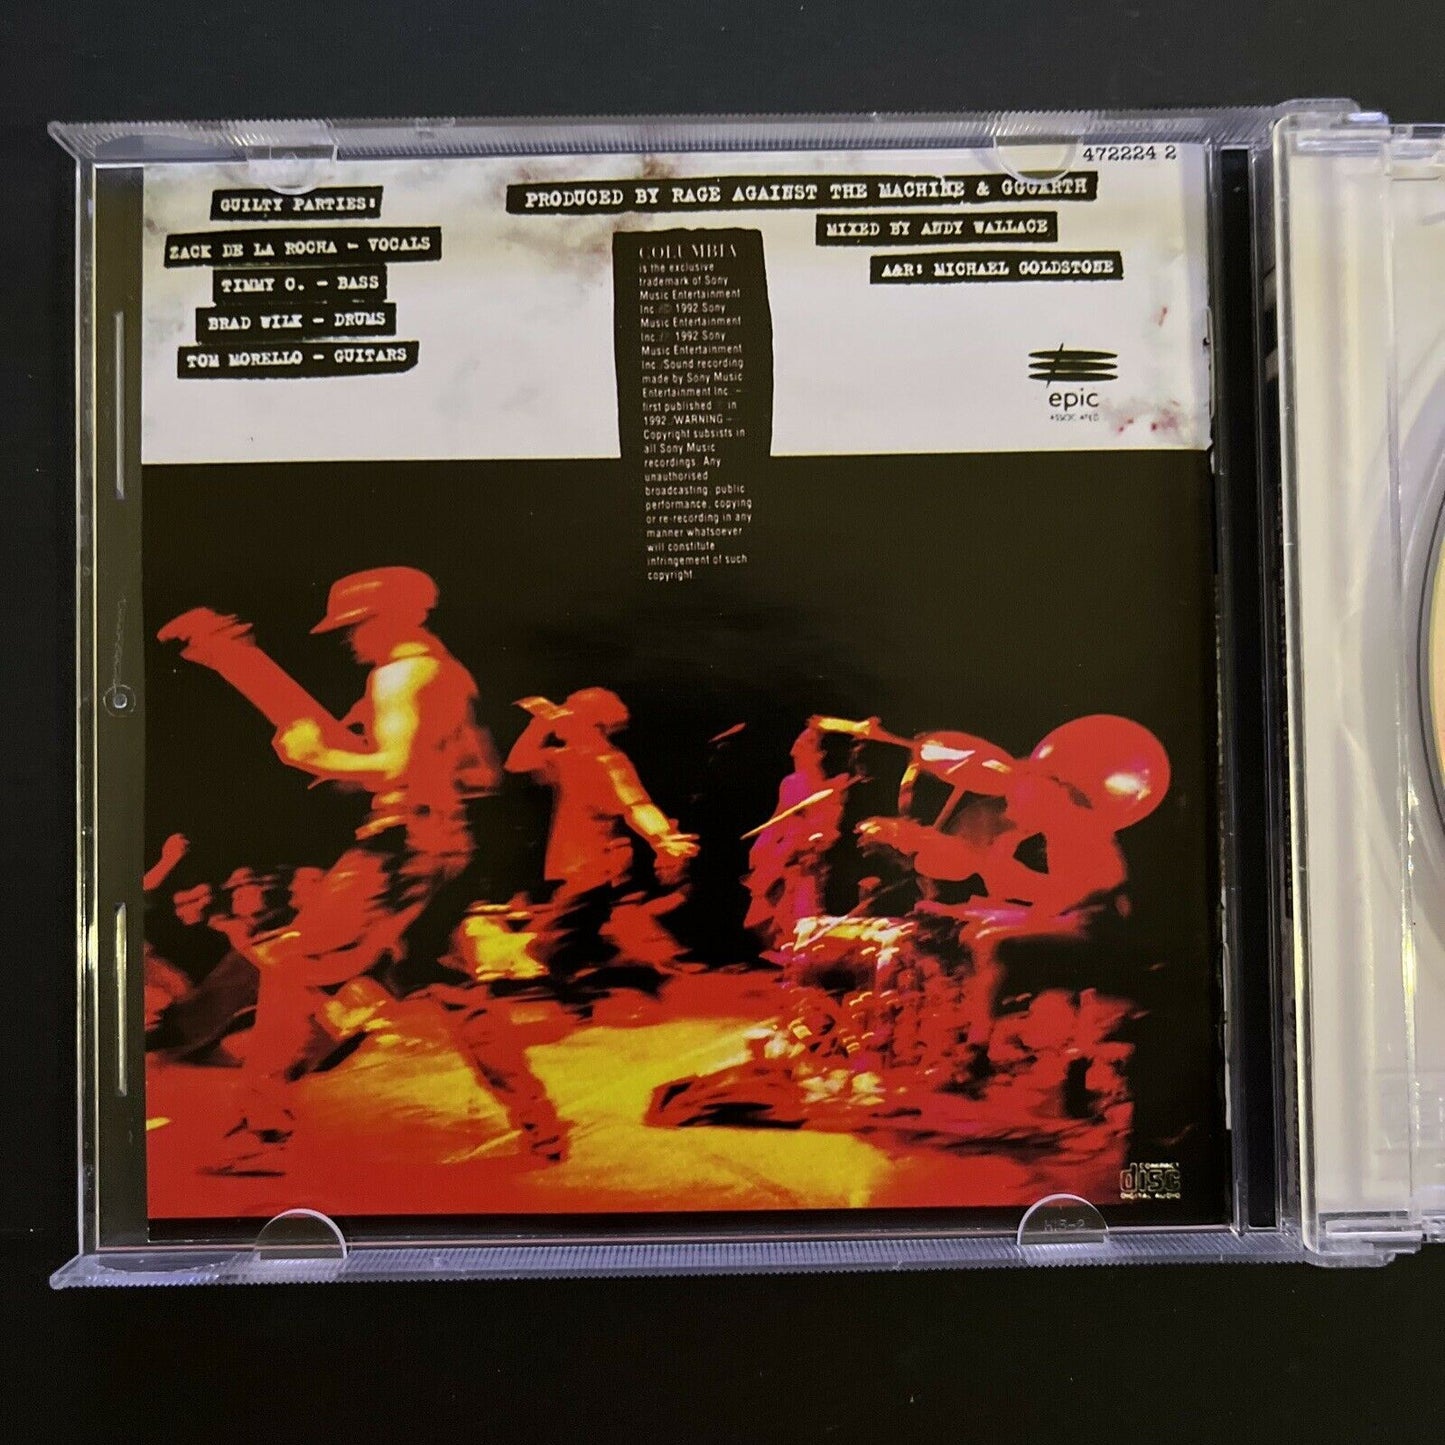 472224 2
GUILTY PARTIES:
ZACK DE LA ROCHA - VOCALS
TIMMY C. - BASS
BRAD WILK - DRUMS
TOM MORELLO - GUITARS
PRODUCED BY RAGE AGAINST THE MACHINE & GGGARTH
MIXED BY ANDY WALLACE
A&R: MICHAEL GOLDSTONE
COLUMBIA
is the exclusive
trademark of Sony
Music Entertainment
Inc./© 1992 Sony
Music Entertainment
Inc./℗ 1992 Sony
Music Entertainment
Inc./Sound recording
made by Sony Music
Entertainment Inc. –
first published in
1992./WARNING –
Copyright subsists in
all Sony Music
recordings. Any
unauthorised
broadcasting, public
performance, copying
or re-recording in any
manner whatsoever
will constitute
infringement of such
copyright.
epic
ASSOCIATED
COMPACT
disc
DIGITAL AUDIO